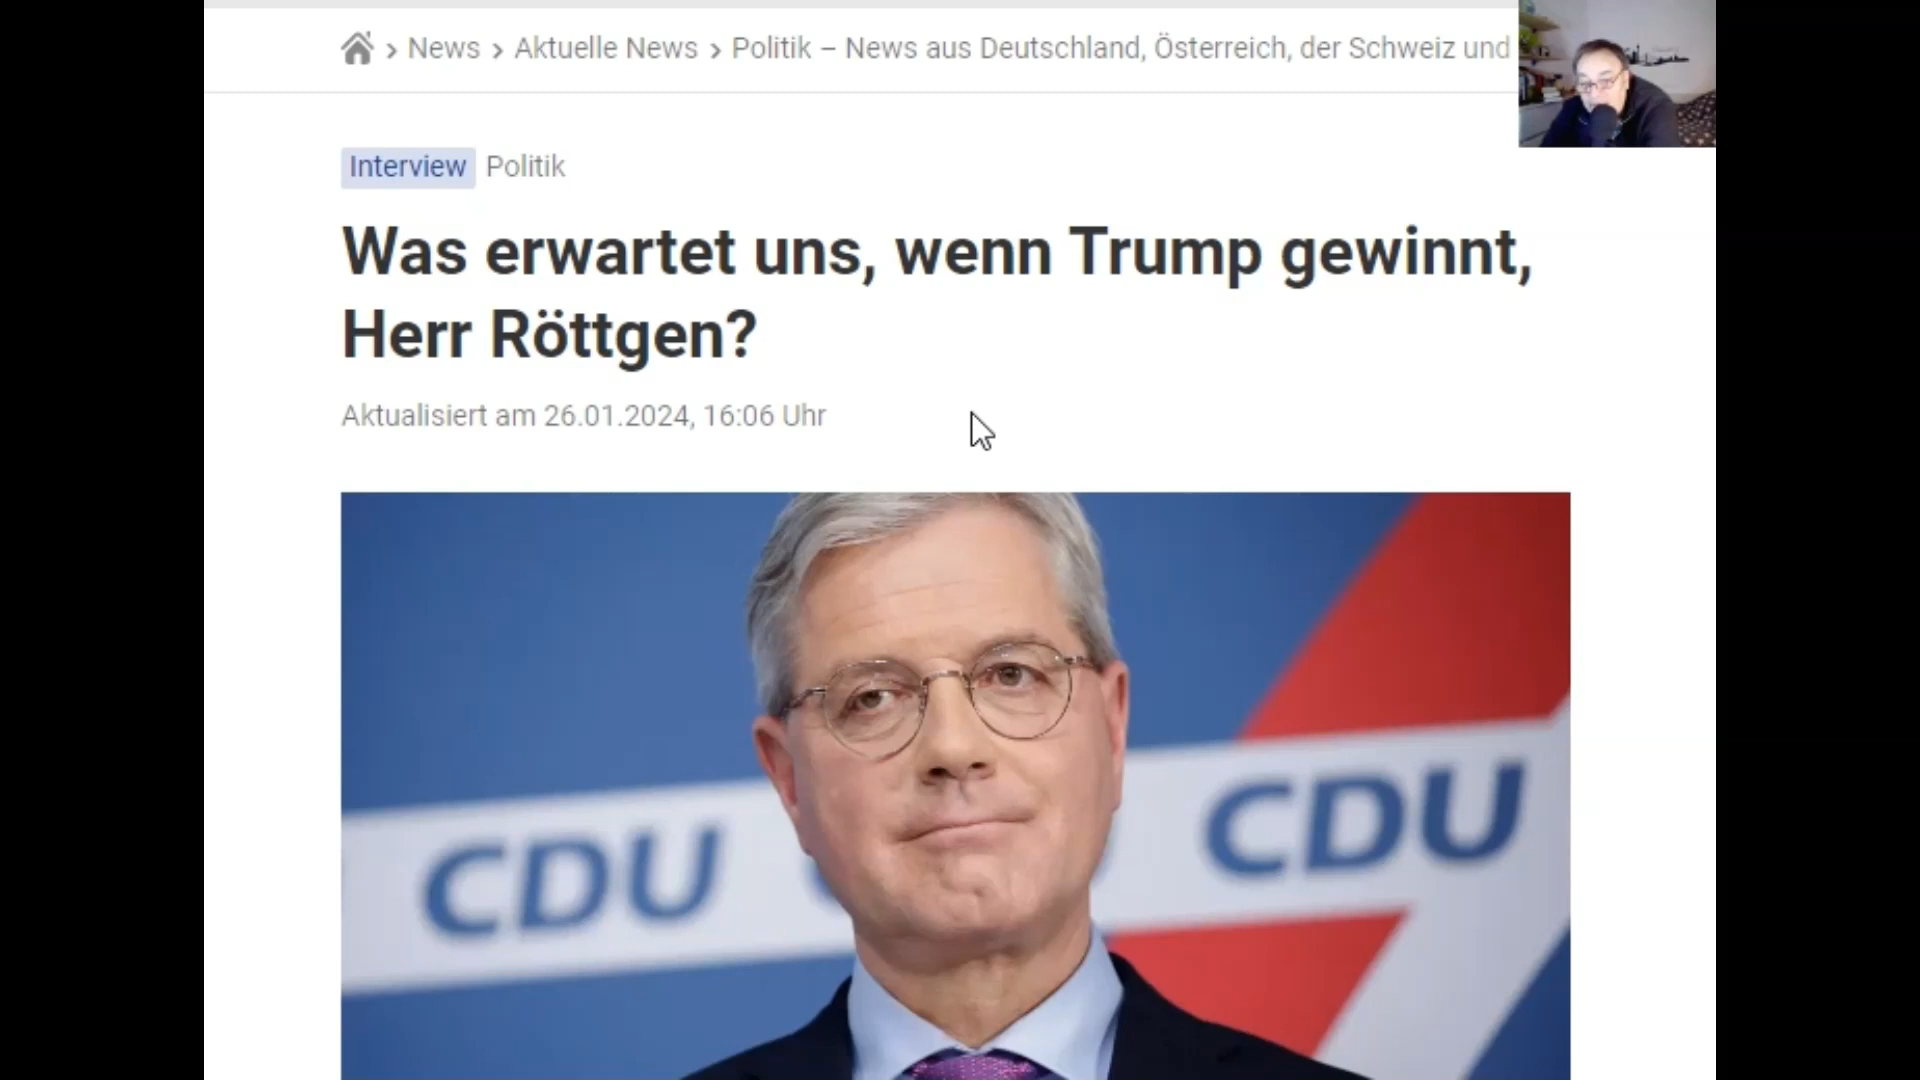 News Aktuelle News Politik – News aus Deutschland, Österreich, der Schweiz und
Interview Politik
Was erwartet uns, wenn Trump gewinnt,
Herr Röttgen?
Aktualisiert am 26.01.2024, 16:06 Uhr
CDU CDU